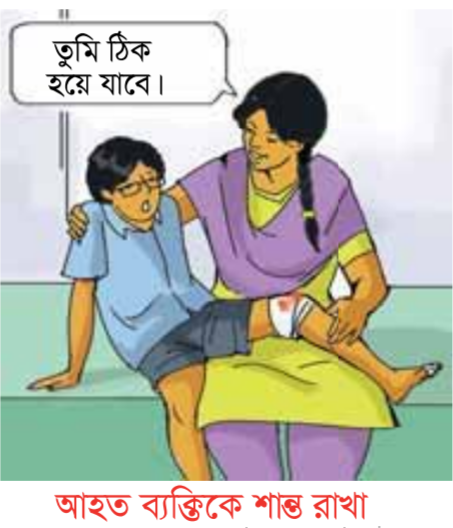 তুমি ঠিক
হয়ে যাবে।
আহত ব্যক্তিকে শান্ত রাখা